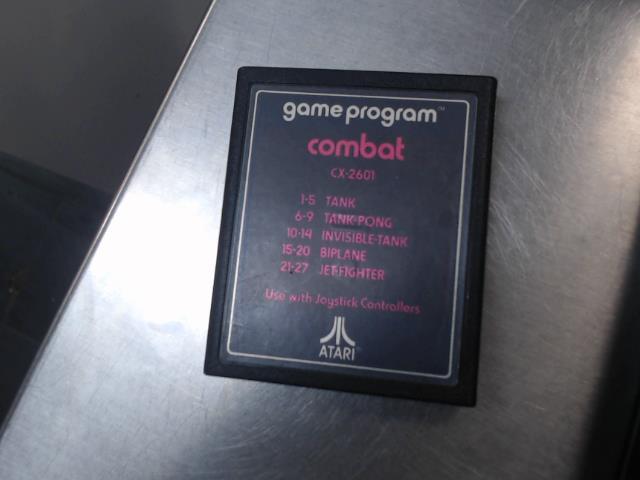 game program™
combat
CX-2601
1-5 TANK
6-9 TANK-PONG
10-14 INVISIBLE-TANK
15-20 BIPLANE
21-27 JET-FIGHTER
Use with Joystick Controllers
ATARI